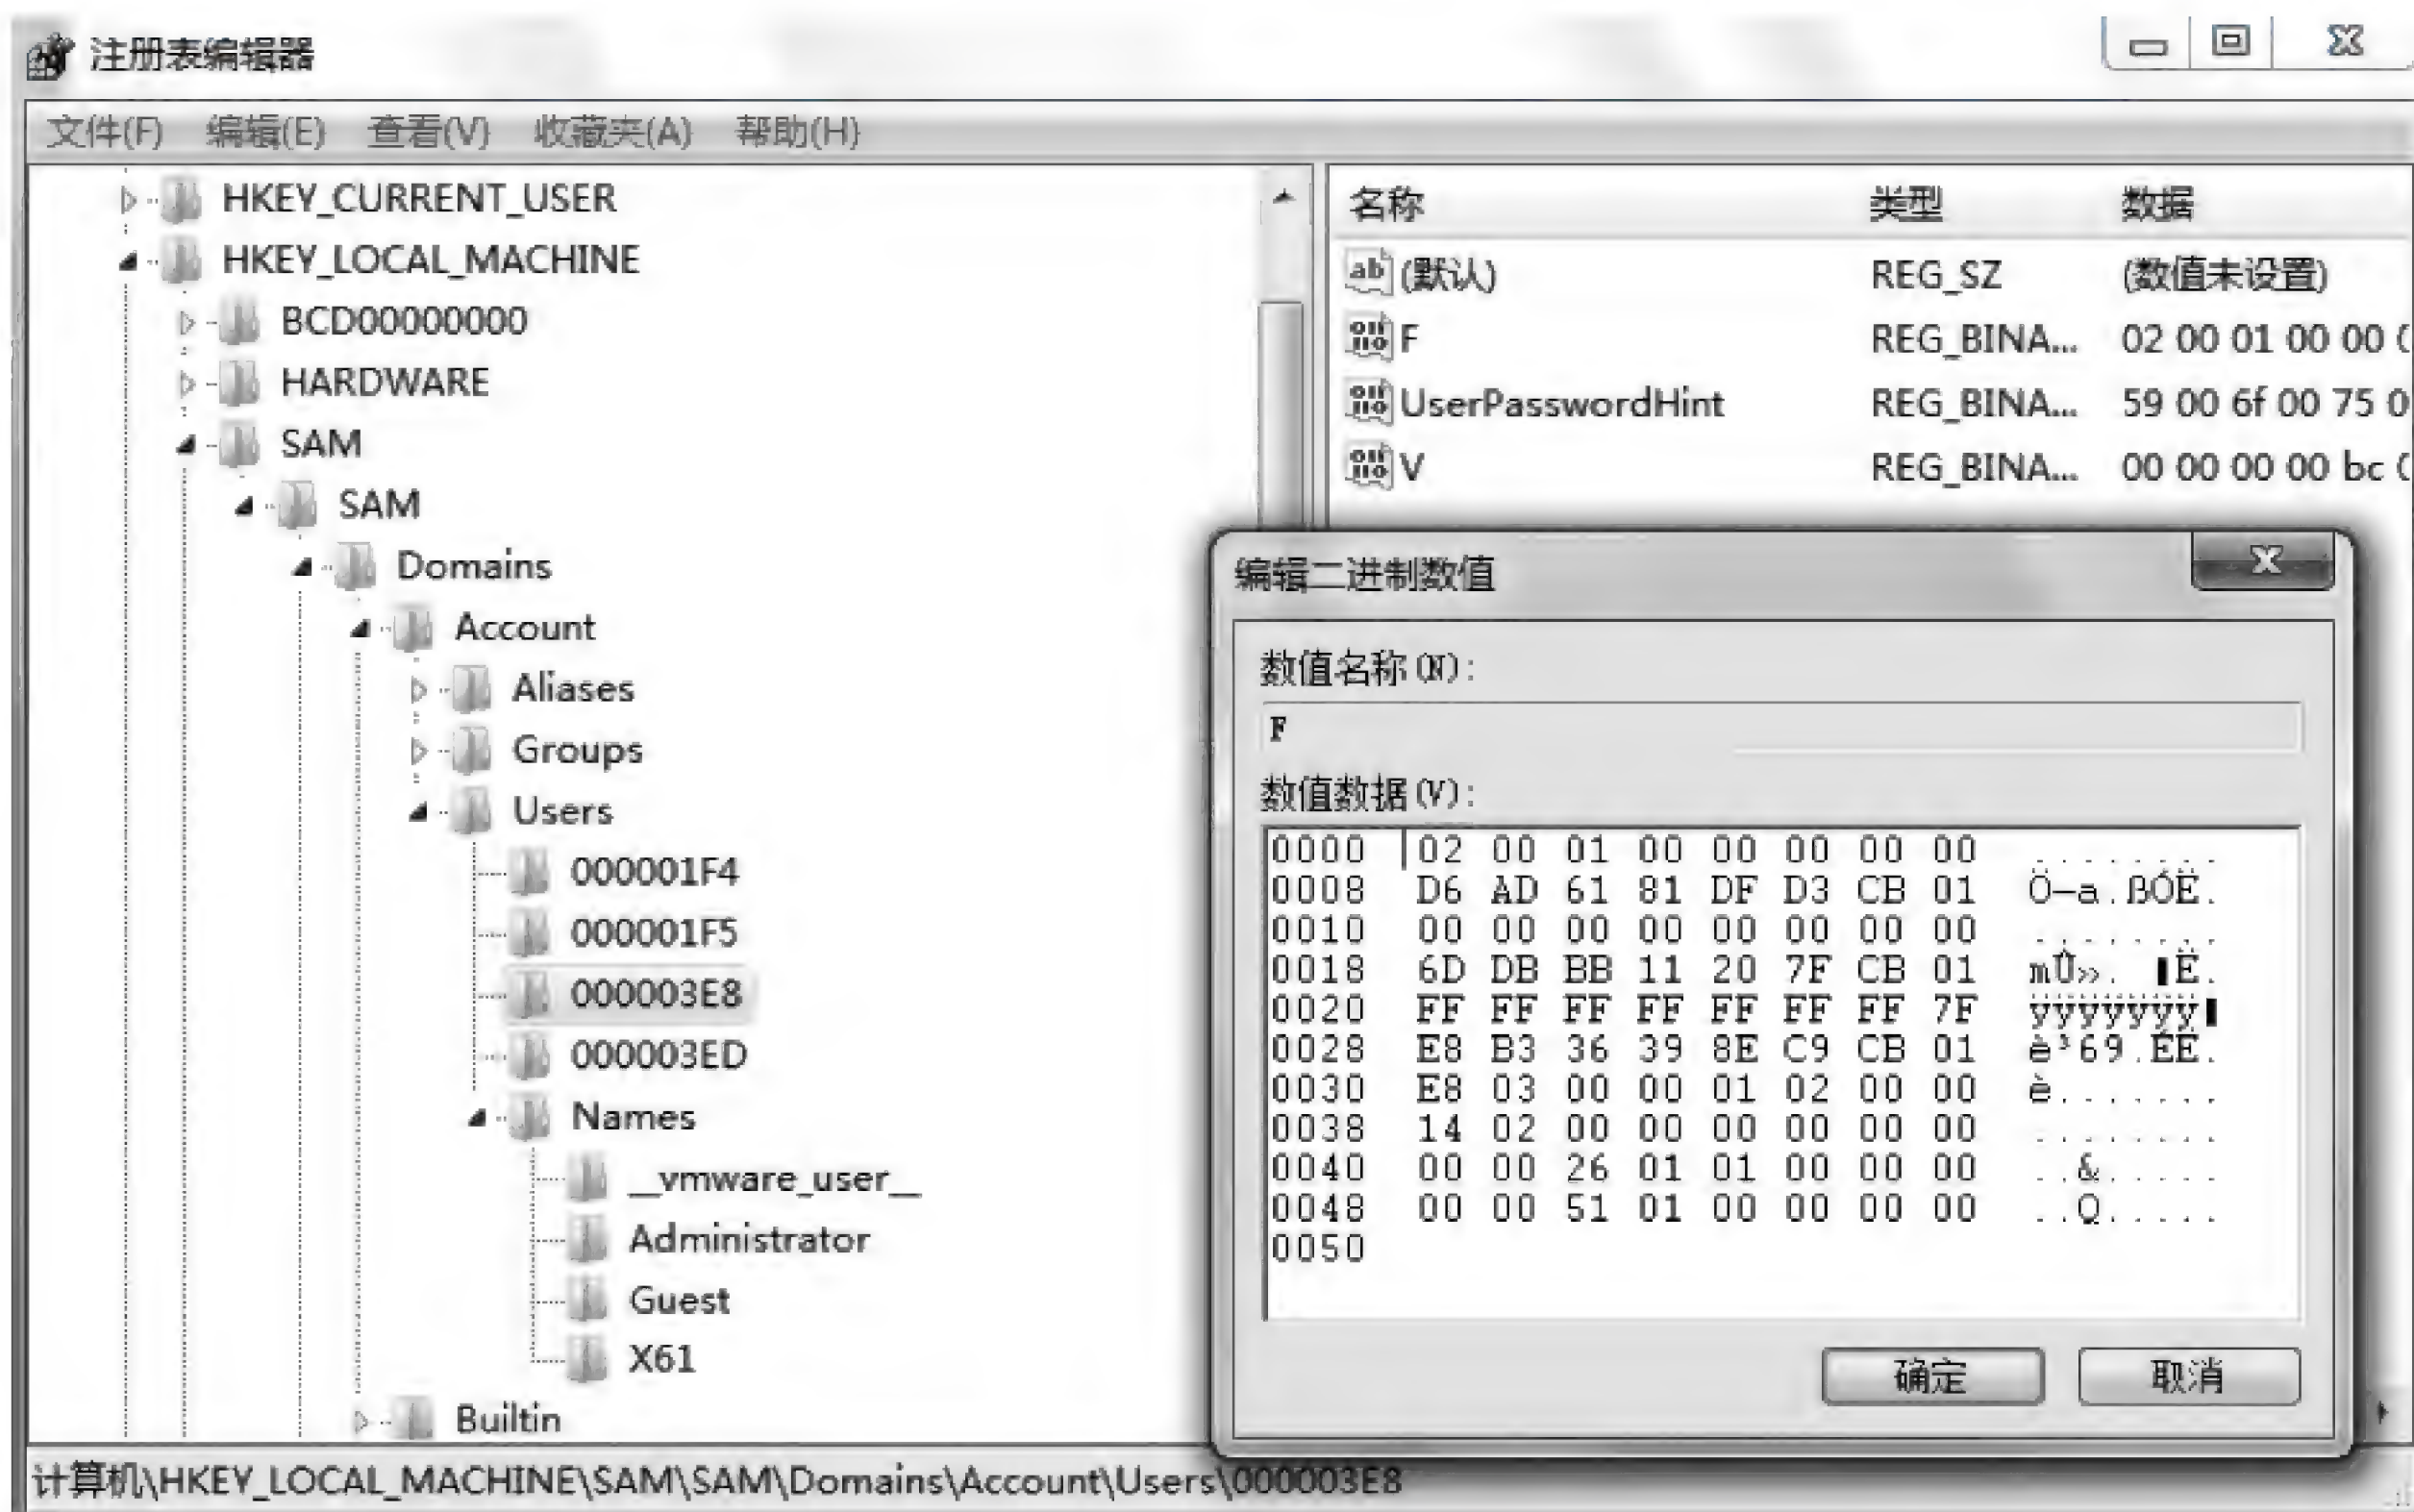 注册表编辑器
文件(F) 编辑(E) 查看(V) 收藏夹(A) 帮助(H)
HKEY_CURRENT_USER
HKEY_LOCAL_MACHINE
BCD00000000
HARDWARE
SAM
SAM
Domains
Account
Aliases
Groups
Users
000001F4
000001F5
000003E8
000003ED
Names
__vmware_user__
Administrator
Guest
X61
Builtin
名称 类型 数据
(默认) REG_SZ (数值未设置)
F REG_BINA... 02 00 01 00 00
UserPasswordHint REG_BINA... 59 00 6f 00 75 0
V REG_BINA... 00 00 00 00 bc
编辑二进制数值
数值名称(N):
F
数值数据(V):
0000 02 00 01 00 00 00 00 00 ........
0008 D6 AD 61 81 DF D3 CB 01 Ö-a.ßÓË.
0010 00 00 00 00 00 00 00 00 ........
0018 6D DB BB 11 20 7F CB 01 mÛ». ▮Ë.
0020 FF FF FF FF FF FF FF 7F ÿÿÿÿÿÿÿ▮
0028 E8 B3 36 39 8E C9 CB 01 è³69.ÉË.
0030 E8 03 00 00 01 02 00 00 è.......
0038 14 02 00 00 00 00 00 00 ........
0040 00 00 26 01 01 00 00 00 ..&.....
0048 00 00 51 01 00 00 00 00 ..Q.....
0050
确定 取消
计算机\HKEY_LOCAL_MACHINE\SAM\SAM\Domains\Account\Users\000003E8